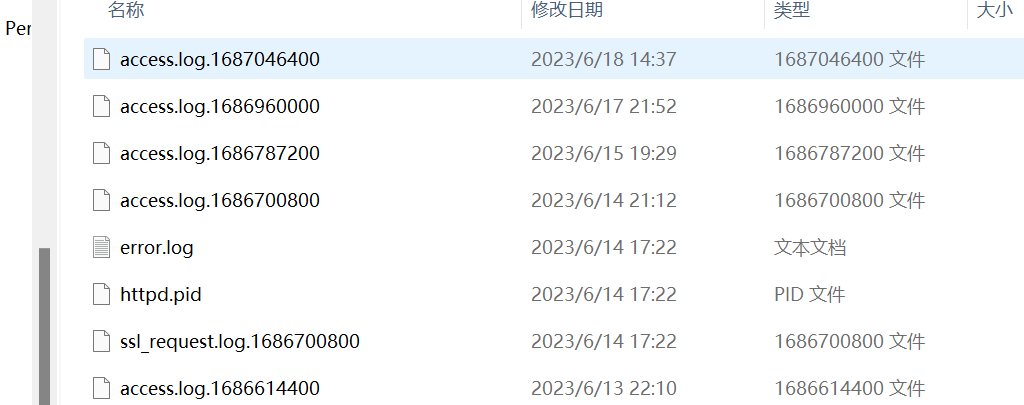 名称 修改日期 类型 大小
Per
access.log.1687046400 2023/6/18 14:37 1687046400 文件
access.log.1686960000 2023/6/17 21:52 1686960000 文件
access.log.1686787200 2023/6/15 19:29 1686787200 文件
access.log.1686700800 2023/6/14 21:12 1686700800 文件
error.log 2023/6/14 17:22 文本文档
httpd.pid 2023/6/14 17:22 PID 文件
ssl_request.log.1686700800 2023/6/14 17:22 1686700800 文件
access.log.1686614400 2023/6/13 22:10 1686614400 文件